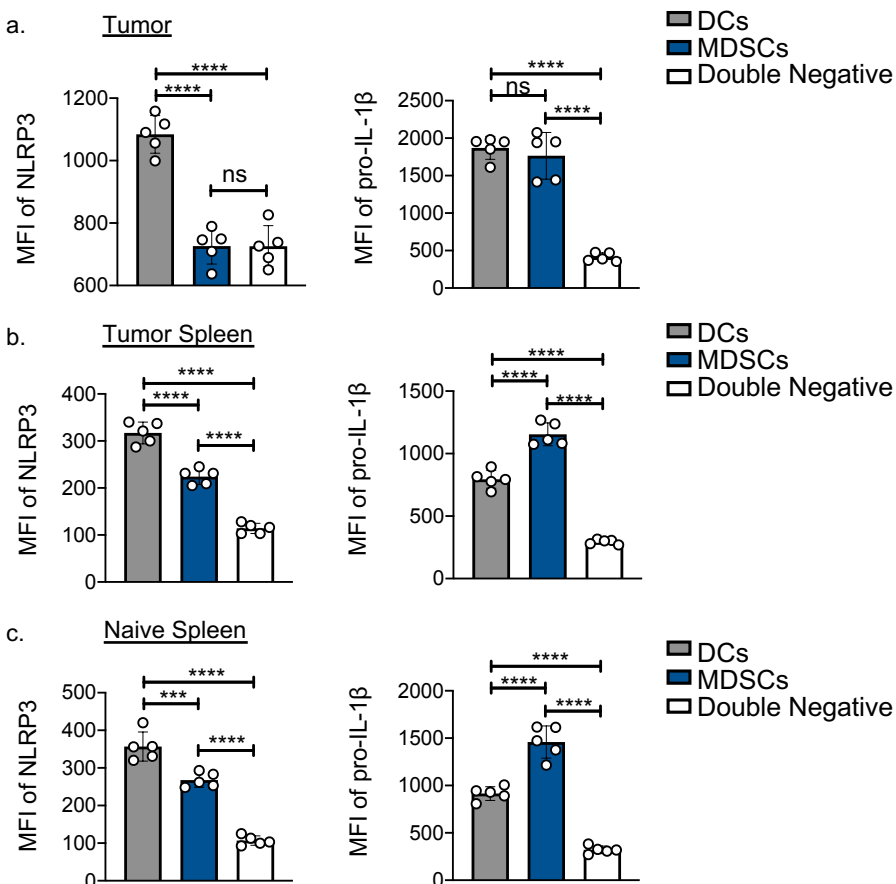 a. Tumor
DCs
MDSCs
Double Negative
MFI of NLRP3
1200
1000
800
600
****
****
ns
MFI of pro-IL-1β
2500
2000
1500
1000
500
0
****
ns
****
b. Tumor Spleen
DCs
MDSCs
Double Negative
MFI of NLRP3
400
300
200
100
0
****
****
****
MFI of pro-IL-1β
1500
1000
500
0
****
****
****
c. Naive Spleen
DCs
MDSCs
Double Negative
MFI of NLRP3
500
400
300
200
100
0
****
***
****
MFI of pro-IL-1β
2000
1500
1000
500
0
****
****
****